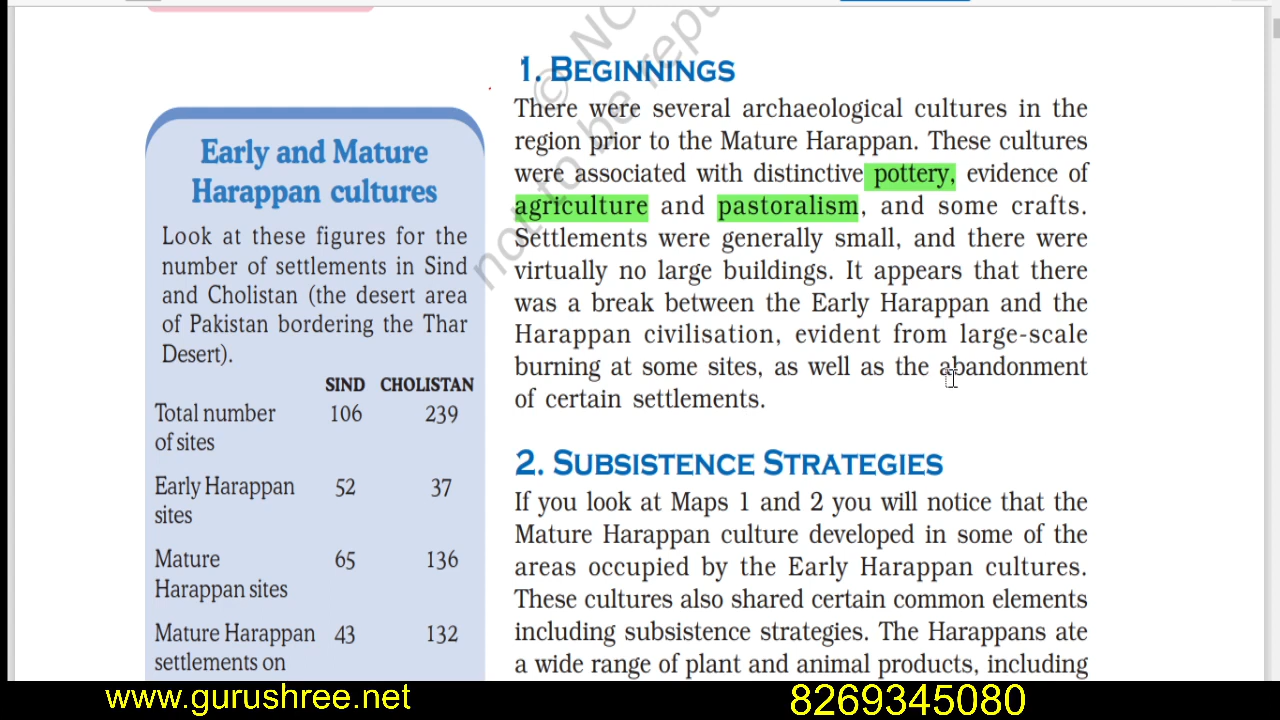 Early and Mature
Harappan cultures
Look at these figures for the
number of settlements in Sind
and Cholistan (the desert area
of Pakistan bordering the Thar
Desert).
SIND CHOLISTAN
Total number 106 239
of sites
Early Harappan 52 37
sites
Mature 65 136
Harappan sites
Mature Harappan 43 132
settlements on
1. BEGINNINGS
There were several archaeological cultures in the
region prior to the Mature Harappan. These cultures
were associated with distinctive pottery, evidence of
agriculture and pastoralism, and some crafts.
Settlements were generally small, and there were
virtually no large buildings. It appears that there
was a break between the Early Harappan and the
Harappan civilisation, evident from large-scale
burning at some sites, as well as the abandonment
of certain settlements.
2. SUBSISTENCE STRATEGIES
If you look at Maps 1 and 2 you will notice that the
Mature Harappan culture developed in some of the
areas occupied by the Early Harappan cultures.
These cultures also shared certain common elements
including subsistence strategies. The Harappans ate
a wide range of plant and animal products, including
© NC
not to be repu
www.gurushree.net 8269345080